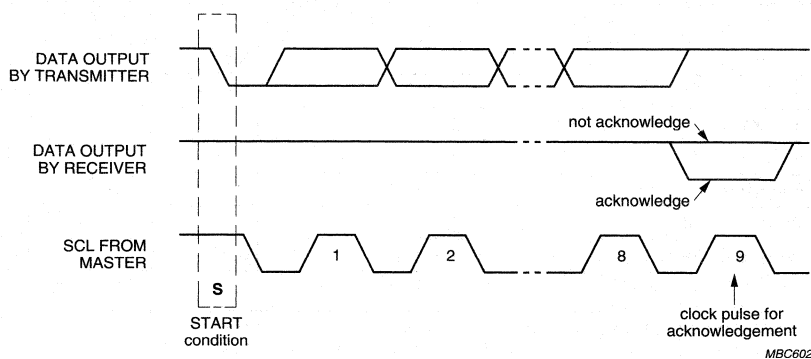 DATA OUTPUT
BY TRANSMITTER
not acknowledge
DATA OUTPUT
BY RECEIVER
acknowledge
SCL FROM
MASTER
1
2
8
9
S
START
condition
clock pulse for
acknowledgement
MBC602